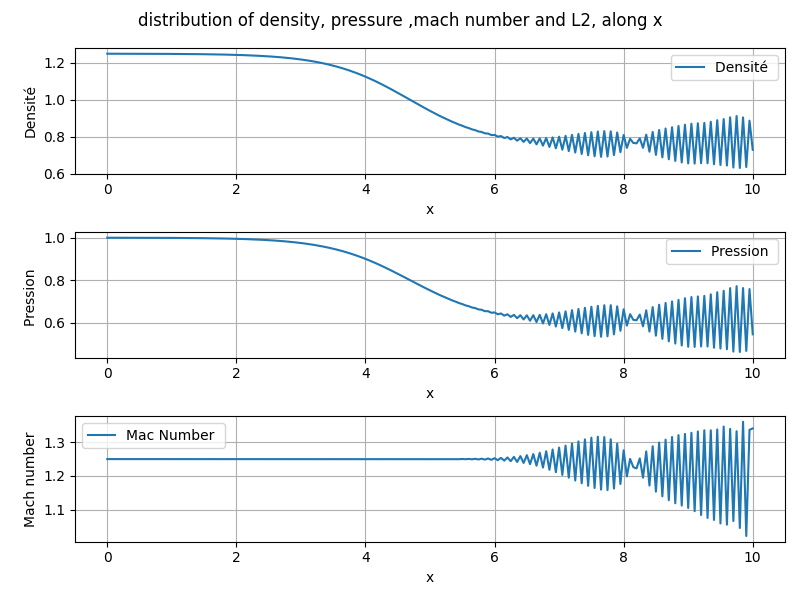 distribution of density, pressure ,mach number and L2, along x
Densité
1.2
1.0
0.8
0.6
Densité
0 2 4 6 8 10
x
Pression
1.0
0.8
0.6
Pression
0 2 4 6 8 10
x
Mach number
1.3
1.2
1.1
Mac Number
0 2 4 6 8 10
x